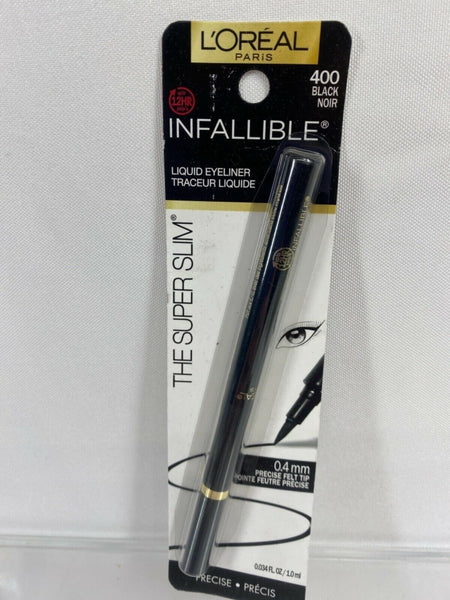 L'ORÉAL
PARIS
400
BLACK
NOIR
12HR
INFALLIBLE®
LIQUID EYELINER
TRACEUR LIQUIDE
THE SUPER SLIM®
INFALLIBLE®
0.4 mm
PRECISE FELT TIP
POINTE FEUTRE PRÉCISE
0.034 FL OZ / 1.0 ml
PRECISE • PRÉCIS